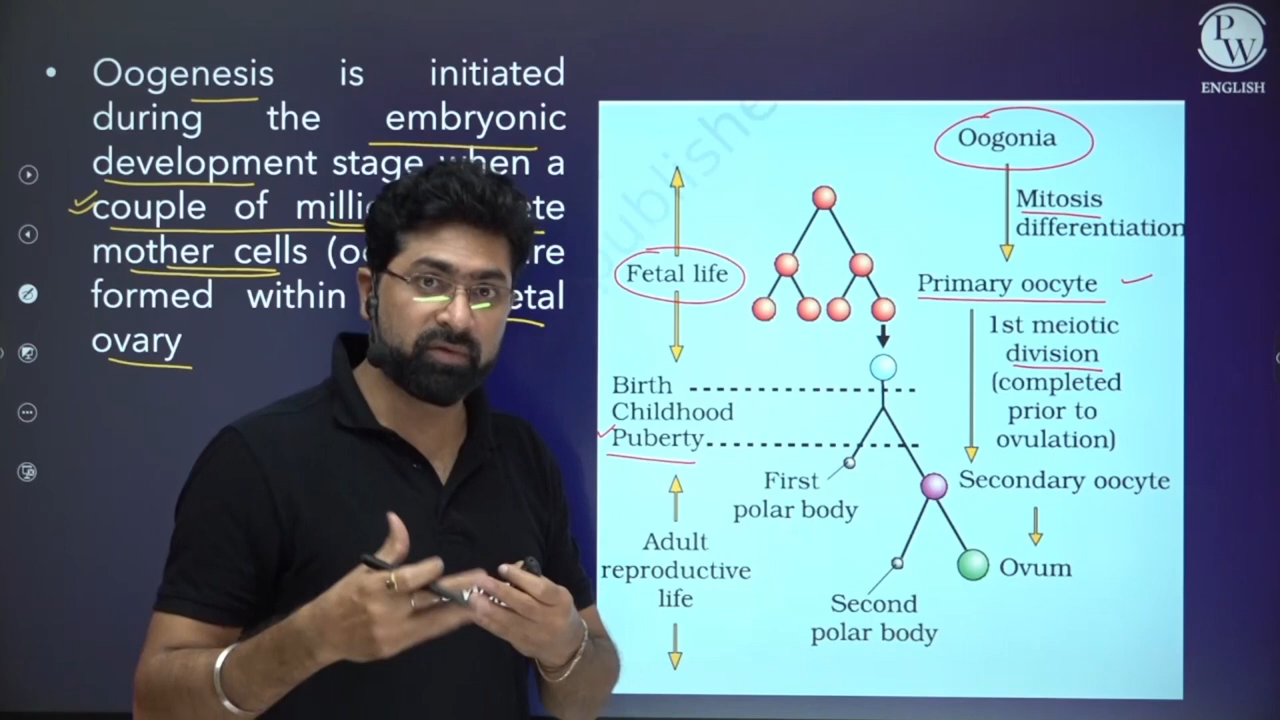 PW
ENGLISH
• Oogenesis is initiated
during the embryonic
development stage when a
couple of
mother cells
formed within
ovary
publishe
Oogonia
Mitosis
differentiation
Fetal life
Primary oocyte
1st meiotic
division
(completed
prior to
ovulation)
Birth
Childhood
Puberty
First
polar body
Secondary oocyte
Adult
reproductive
life
Ovum
Second
polar body